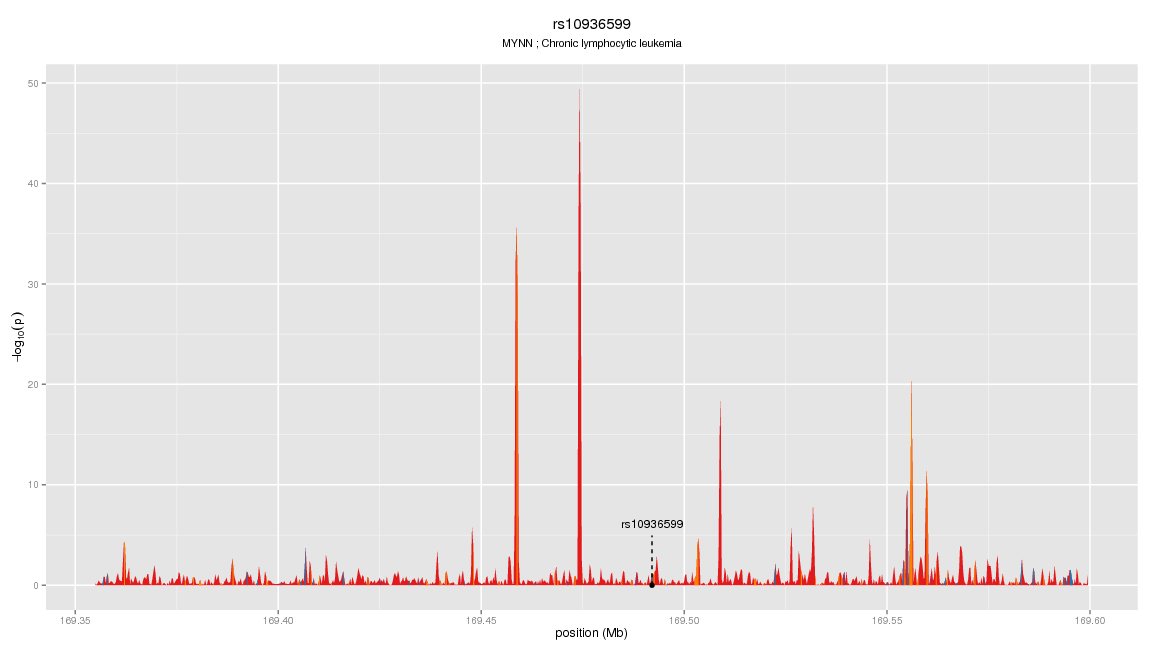 rs10936599
MYNN ; Chronic lymphocytic leukemia
50
40
30
20
10
0
−log10(p)
rs10936599
169.35 169.40 169.45 169.50 169.55 169.60
position (Mb)